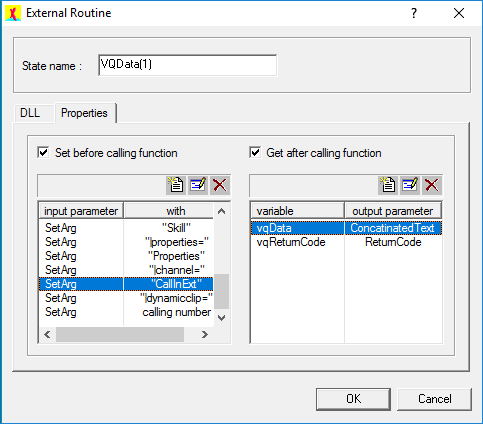 External Routine
State name :
VQData(1)
DLL
Properties
Set before calling function
Get after calling function
input parameter with
variable output parameter
SetArg "Skill"
SetArg "|properties="
SetArg "Properties"
SetArg "|channel="
SetArg "CallInExt"
SetArg "|dynamicclip="
SetArg calling number
vqData ConcatinatedText
vqReturnCode ReturnCode
OK
Cancel